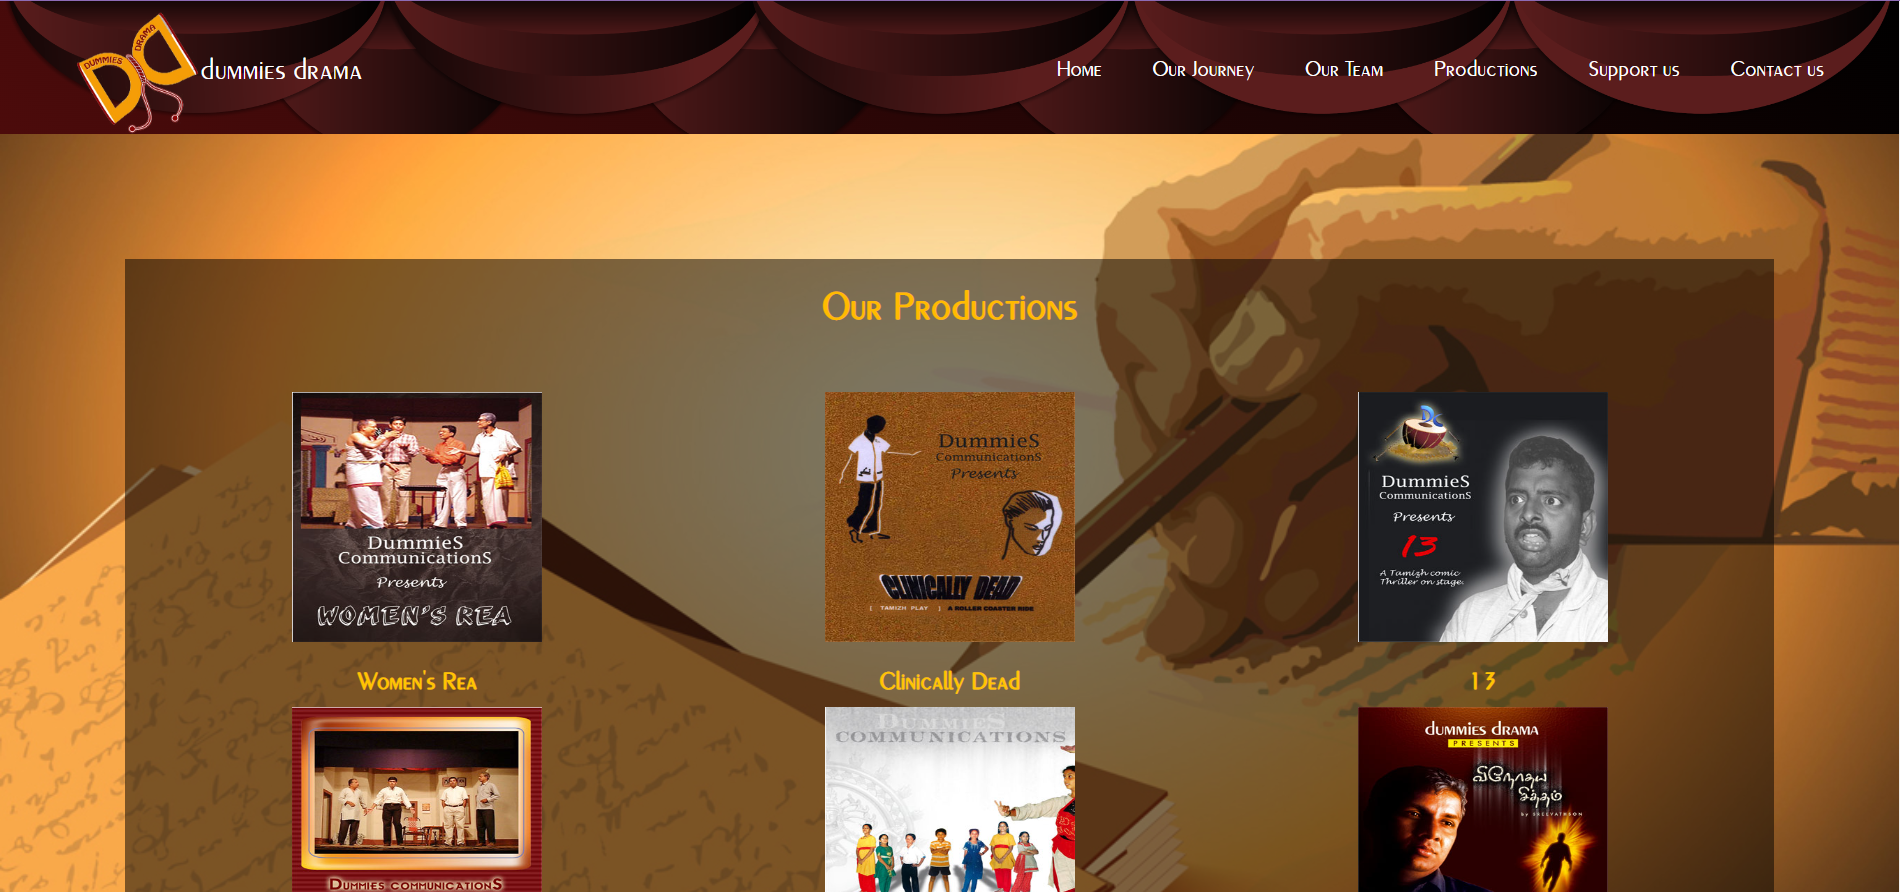 DUMMIES
DRAMA
dummies drama
Home
Our Journey
Our Team
Productions
Support us
Contact us
Our Productions
DummieS
CommunicationS
Presents
WOMEN'S REA
DummieS
CommunicationS
Presents
CLINICALLY DEAD
[ TAMIZH PLAY ] A ROLLER COASTER RIDE
DC
DummieS
CommunicationS
Presents
13
A Tamizh comic
Thriller on stage.
Women's Rea
Clinically Dead
13
Dummies communicationS
DummieS
COMMUNICATIONS
dummies drama
PRESENTS
விநோதய
சித்தம்
by SREEVATHSON